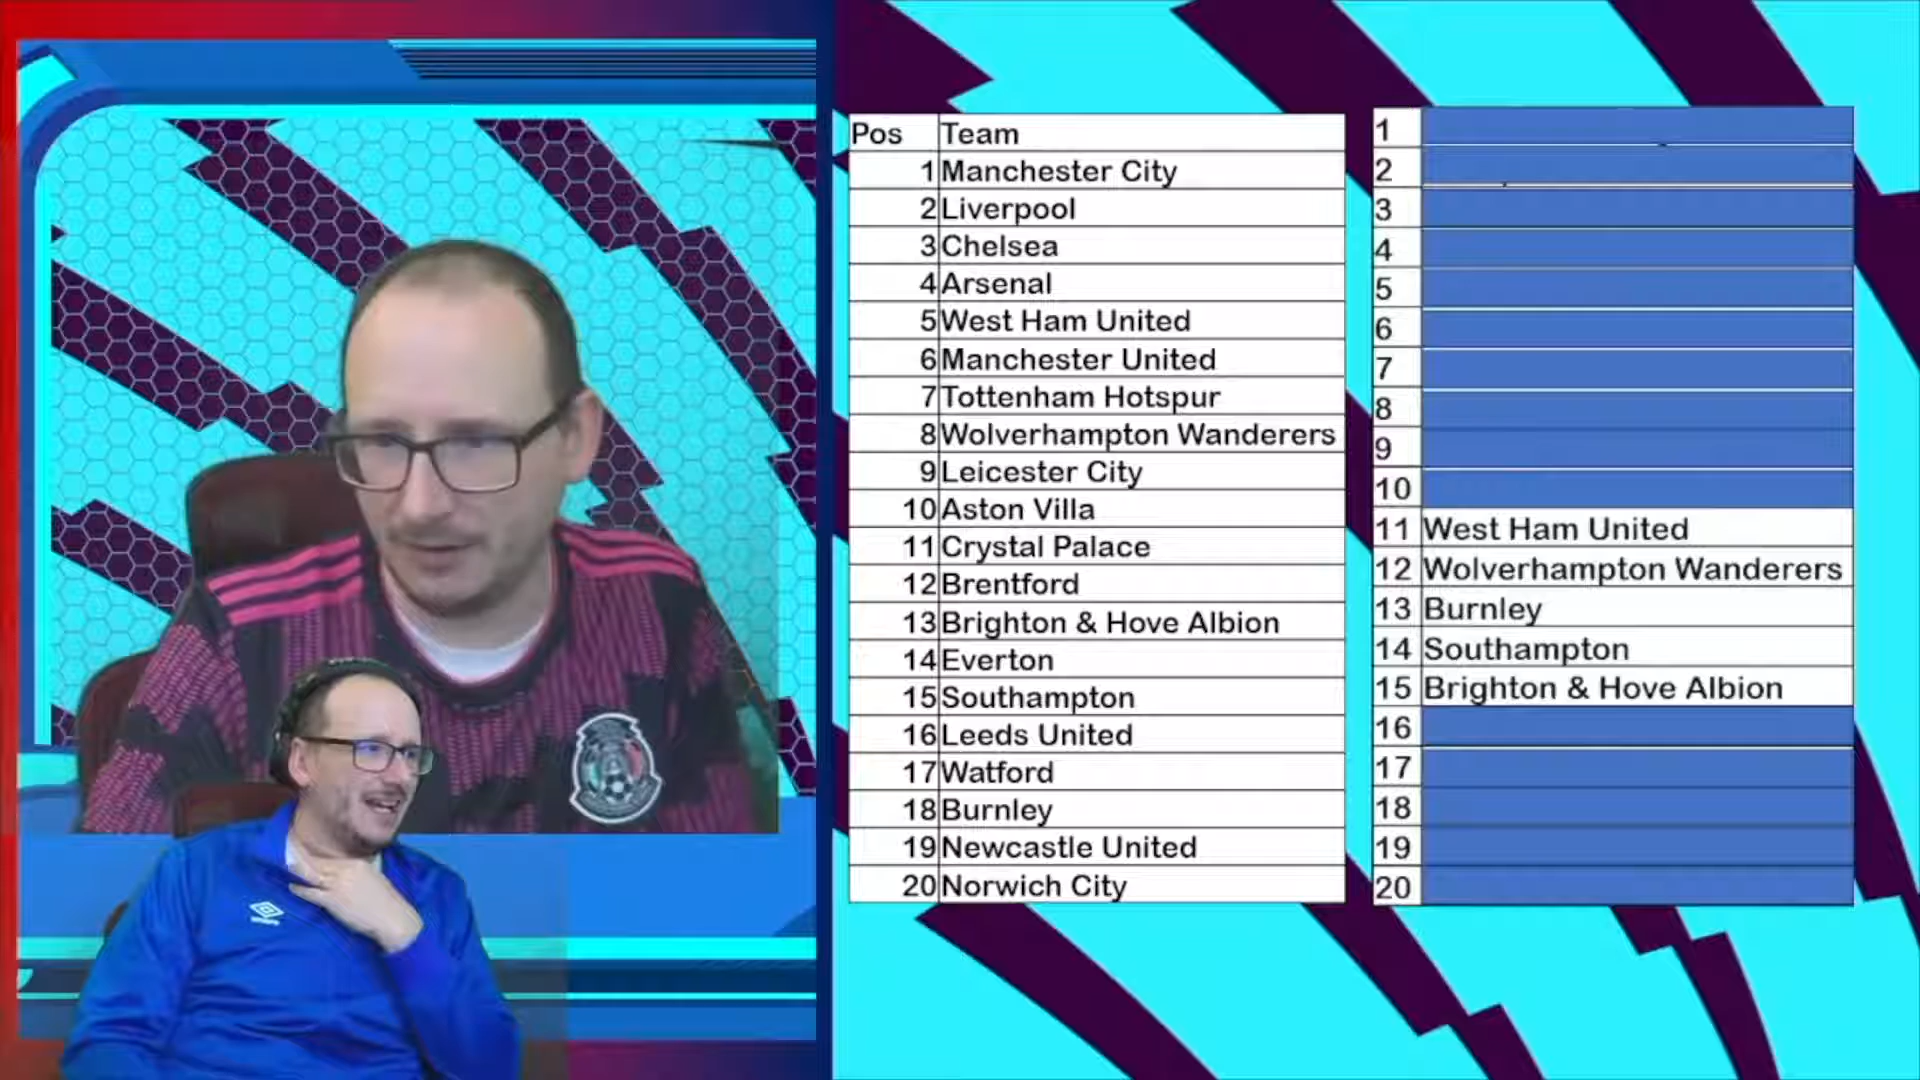 Pos Team
1 Manchester City
2 Liverpool
3 Chelsea
4 Arsenal
5 West Ham United
6 Manchester United
7 Tottenham Hotspur
8 Wolverhampton Wanderers
9 Leicester City
10 Aston Villa
11 Crystal Palace
12 Brentford
13 Brighton & Hove Albion
14 Everton
15 Southampton
16 Leeds United
17 Watford
18 Burnley
19 Newcastle United
20 Norwich City
1
2
3
4
5
6
7
8
9
10
11 West Ham United
12 Wolverhampton Wanderers
13 Burnley
14 Southampton
15 Brighton & Hove Albion
16
17
18
19
20